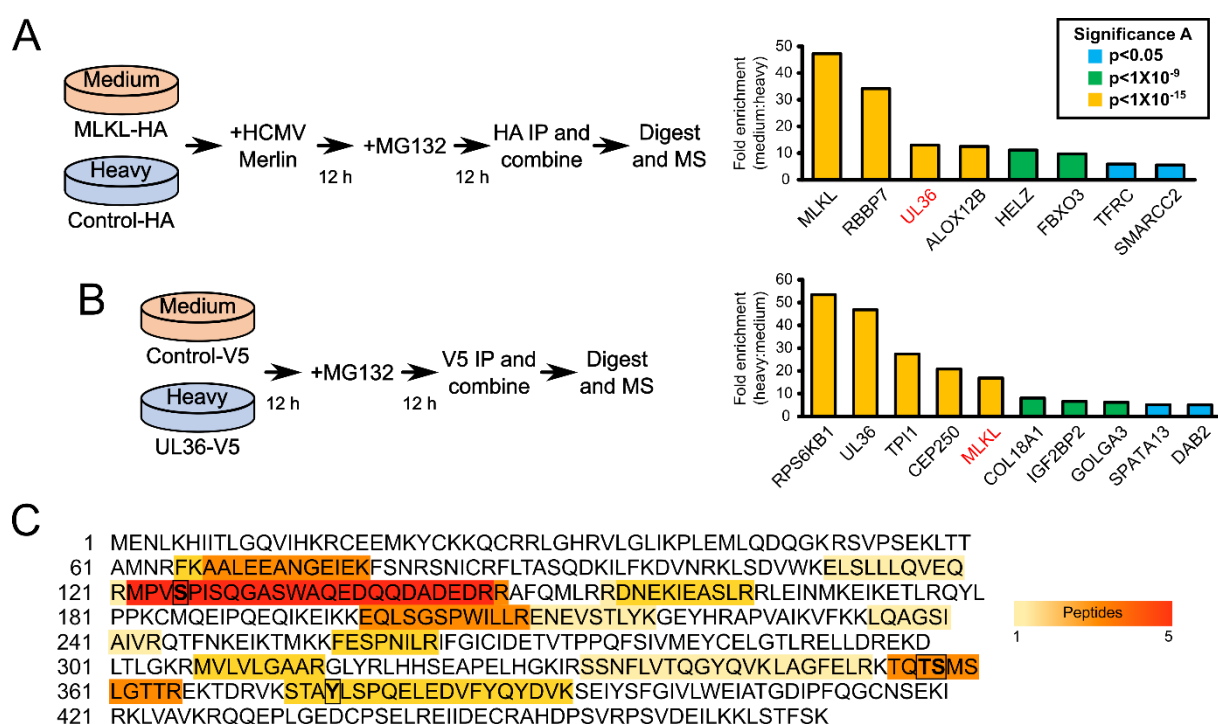 A
Medium
MLKL-HA
Heavy
Control-HA
+HCMV
Merlin
12 h
+MG132
12 h
HA IP and
combine
Digest
and MS
Fold enrichment
(medium:heavy)
50
40
30
20
10
0
MLKL
RBBP7
UL36
ALOX12B
HELZ
FBXO3
TFRC
SMARCC2
Significance A
p<0.05
p<1X10⁻⁹
p<1X10⁻¹⁵
B
Medium
Control-V5
Heavy
UL36-V5
12 h
+MG132
12 h
V5 IP and
combine
Digest
and MS
Fold enrichment
(heavy:medium)
60
50
40
30
20
10
0
RPS6KB1
UL36
TPI1
CEP250
MLKL
COL18A1
IGF2BP2
GOLGA3
SPATA13
DAB2
C
1 MENLKHIITLGQVIHKRCEEMKYCKKQCRRLGHRVLGLIKPLEMLQDQGKRSVPSEKLTT
61 AMNRFKAALEEANGEIEKFSNRSNICRFLTASQDKILFKDVNRKLSDVWKELSLLLQVEQ
121 RMPVSPISQGASWAQEDQQDADEDRRAFQMLRRDNEKIEASLRRLEINMKEIKETLRQYL
181 PPKCMQEIPQEQIKEIKKEQLSGSPWILLRENEVSTLYKGEYHRAPVAIKVFKKLQAGSI
241 AIVRQTFNKEIKTMKKFESPNILRIFGICIDETVTPPQFSIVMEYCELGTLRELLDREKD
301 LTLGKRMVLVLGAARGLYRLHHSEAPELHGKIRSSNFLVTQGYQVKLAGFELRKTQTSMS
361 LGTTREKTDRVKSTAYLSPQELEDVFYQYDVKSEIYSFGIVLWEIATGDIPFQGCNSEKI
421 RKLVAVKRQQEPLGEDCPSELREIIDECRAHDPSVRPSVDEILKKLSTFSK
Peptides
1 5